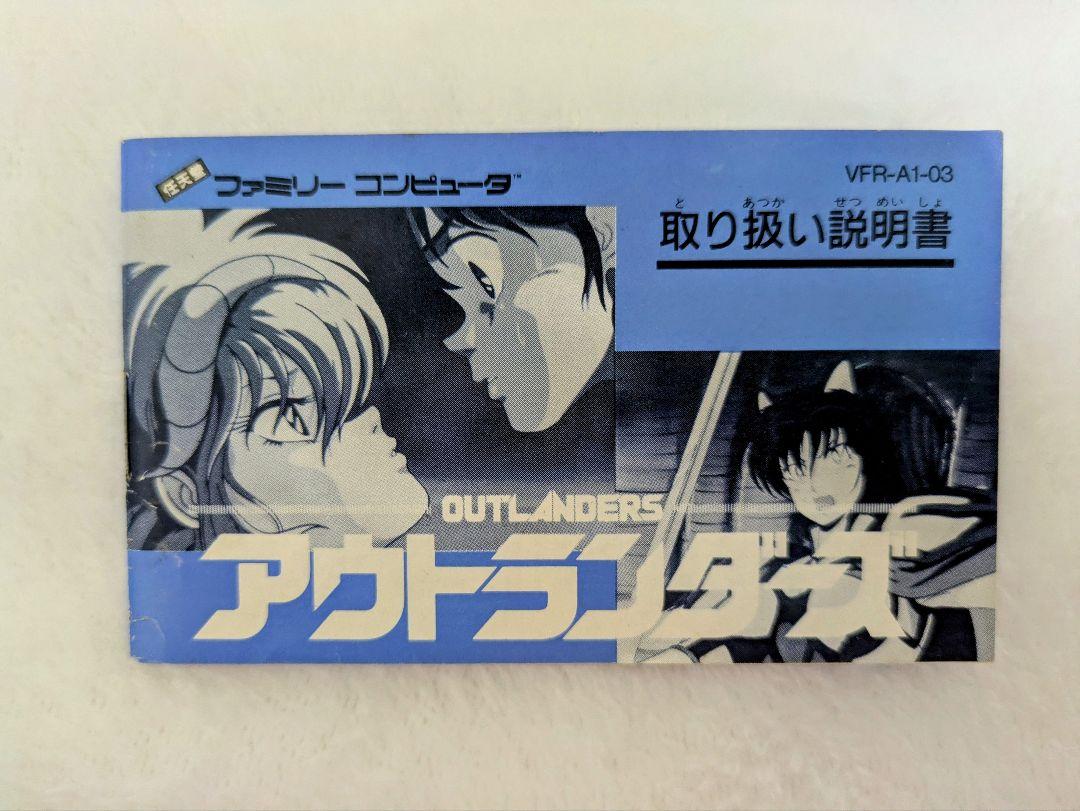 任天堂 ファミリー コンピュータ™
VFR-A1-03
と あつか せつ めい しょ
取り扱い説明書
OUTLANDERS
アウトランダーズ